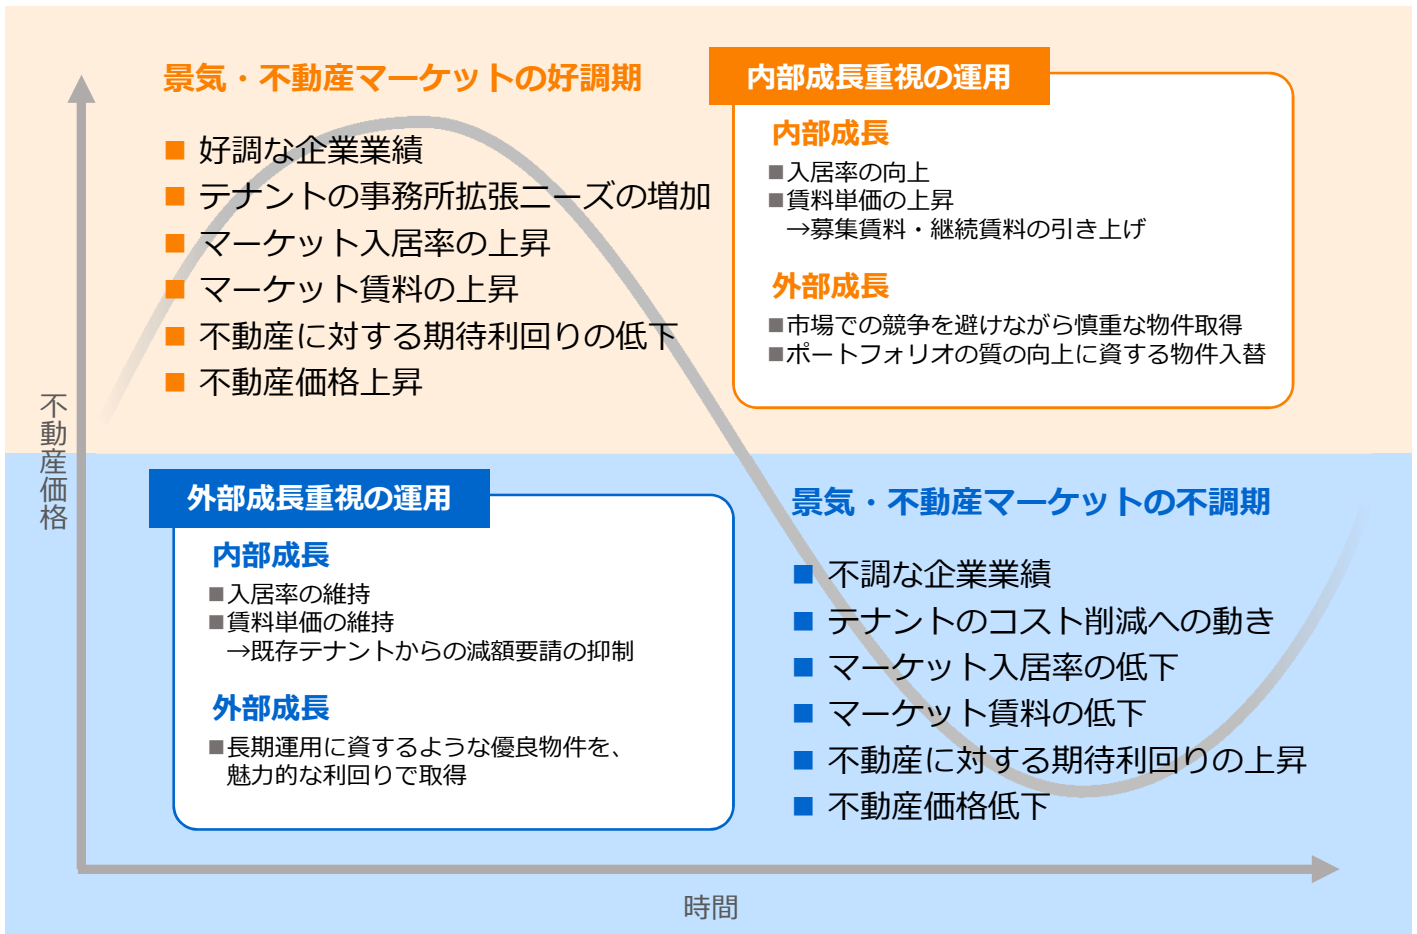 景気・不動産マーケットの好調期
■ 好調な企業業績
■ テナントの事務所拡張ニーズの増加
■ マーケット入居率の上昇
■ マーケット賃料の上昇
■ 不動産に対する期待利回りの低下
■ 不動産価格上昇
内部成長重視の運用
内部成長
■入居率の向上
■賃料単価の上昇
→募集賃料・継続賃料の引き上げ
外部成長
■市場での競争を避けながら慎重な物件取得
■ポートフォリオの質の向上に資する物件入替
不動産価格
外部成長重視の運用
内部成長
■入居率の維持
■賃料単価の維持
→既存テナントからの減額要請の抑制
外部成長
■長期運用に資するような優良物件を、
魅力的な利回りで取得
景気・不動産マーケットの不調期
■ 不調な企業業績
■ テナントのコスト削減への動き
■ マーケット入居率の低下
■ マーケット賃料の低下
■ 不動産に対する期待利回りの上昇
■ 不動産価格低下
時間